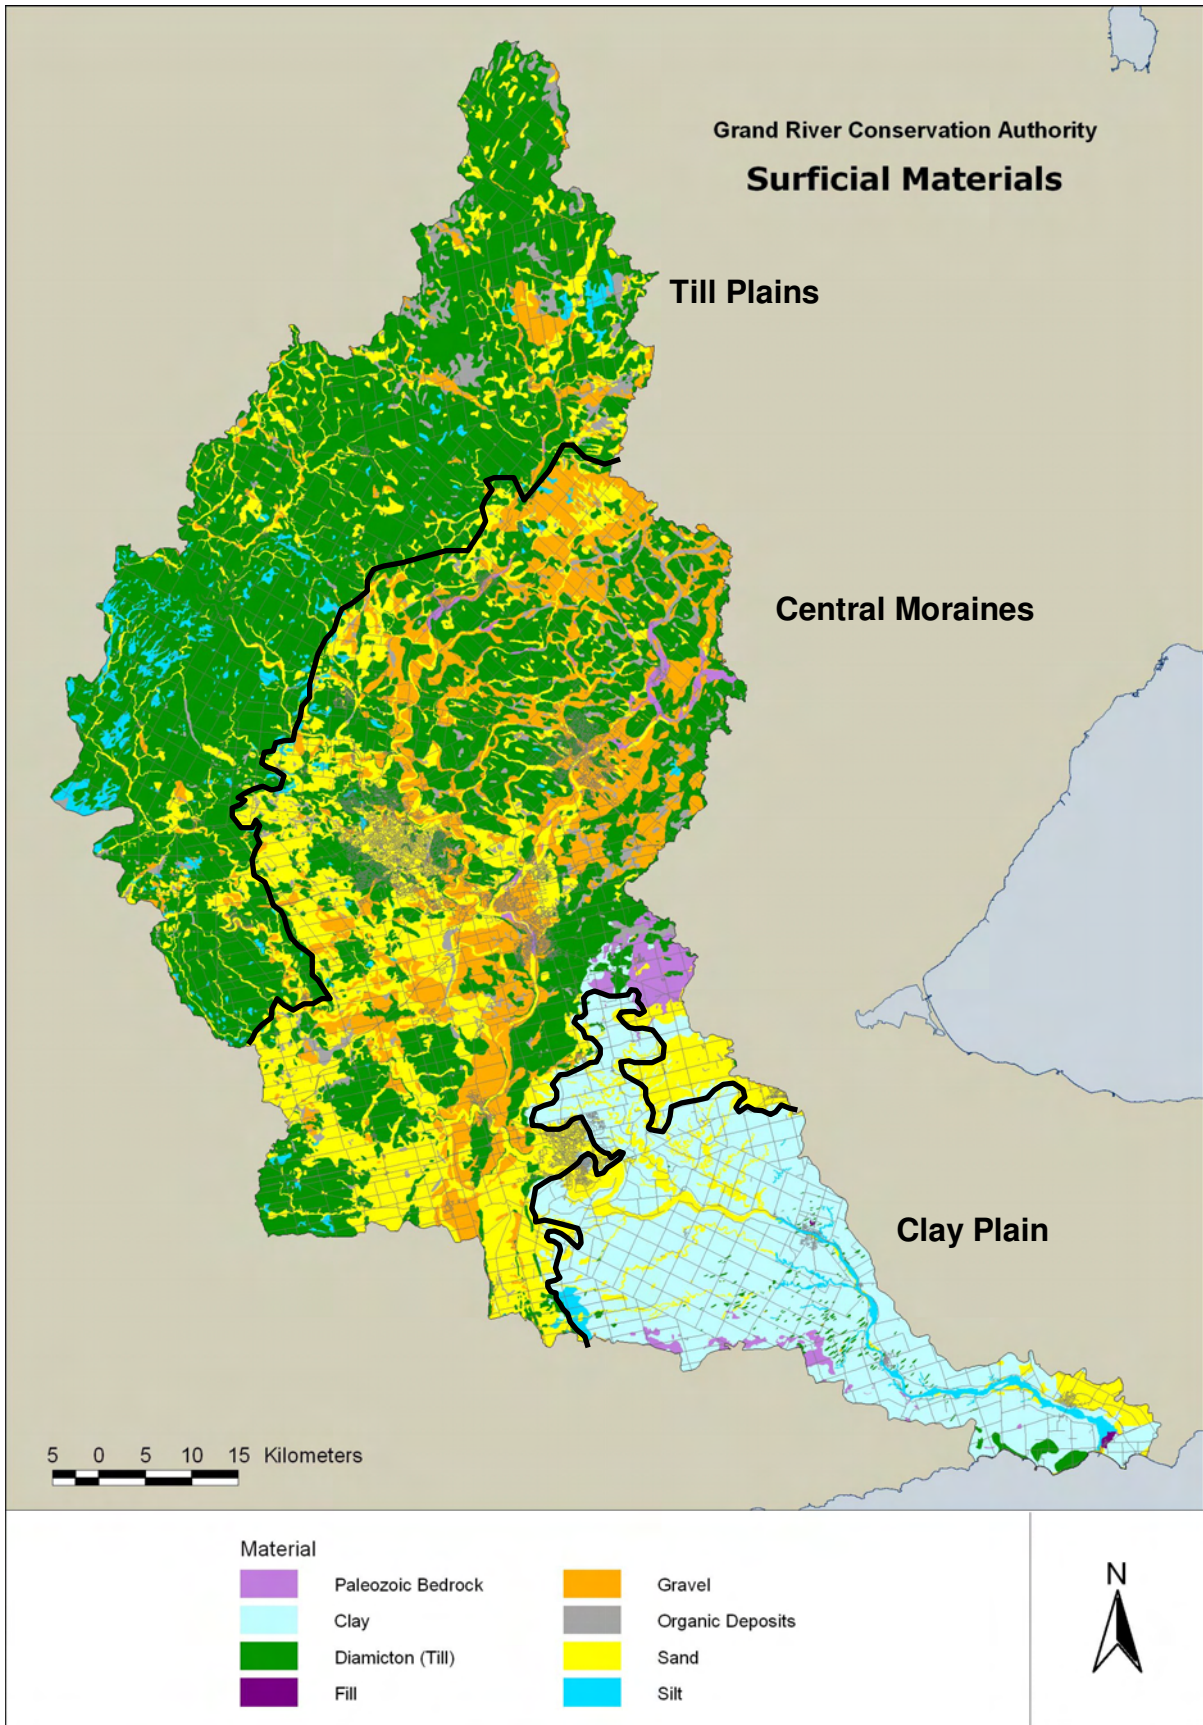 Grand River Conservation Authority
Surficial Materials
Till Plains
Central Moraines
Clay Plain
5 0 5 10 15 Kilometers
Material
Paleozoic Bedrock
Clay
Diamicton (Till)
Fill
Gravel
Organic Deposits
Sand
Silt
N